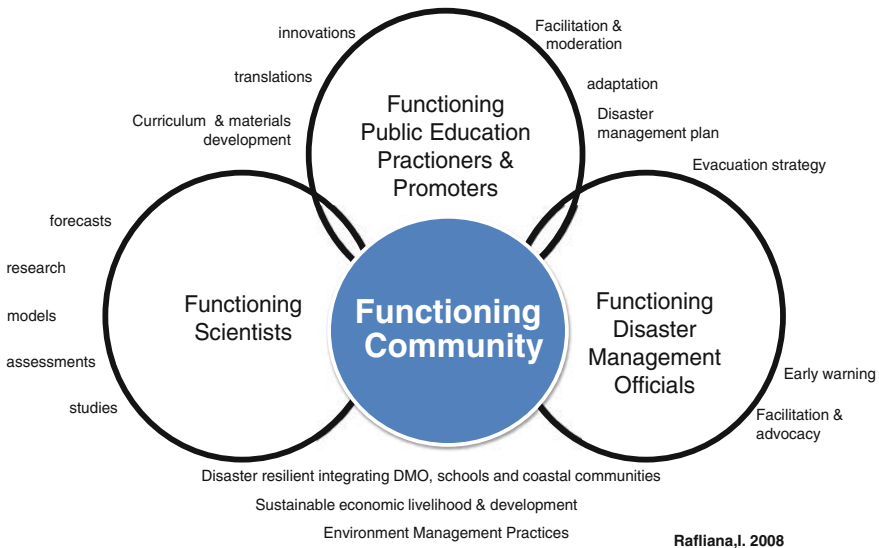 innovations
translations
Curriculum & materials
development
Facilitation &
moderation
adaptation
Disaster
management plan
Evacuation strategy
Functioning
Public Education
Practioners &
Promoters
forecasts
research
models
assessments
studies
Functioning
Scientists
Functioning
Community
Functioning
Disaster
Management
Officials
Early warning
Facilitation &
advocacy
Disaster resilient integrating DMO, schools and coastal communities
Sustainable economic livelihood & development
Environment Management Practices
Rafliana,I. 2008